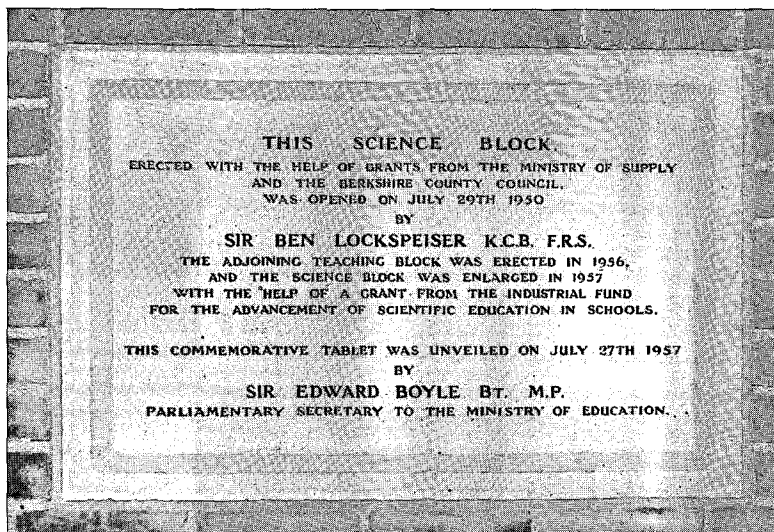 THIS SCIENCE BLOCK.
ERECTED WITH THE HELP OF GRANTS FROM THE MINISTRY OF SUPPLY
AND THE BERKSHIRE COUNTY COUNCIL,
WAS OPENED ON JULY 29TH 1950
BY
SIR BEN LOCKSPEISER K.C.B. F.R.S.
THE ADJOINING TEACHING BLOCK WAS ERECTED IN 1956,
AND THE SCIENCE BLOCK WAS ENLARGED IN 1957
WITH THE HELP OF A GRANT FROM THE INDUSTRIAL FUND
FOR THE ADVANCEMENT OF SCIENTIFIC EDUCATION IN SCHOOLS.
THIS COMMEMORATIVE TABLET WAS UNVEILED ON JULY 27TH 1957
BY
SIR EDWARD BOYLE BT. M.P.
PARLIAMENTARY SECRETARY TO THE MINISTRY OF EDUCATION.